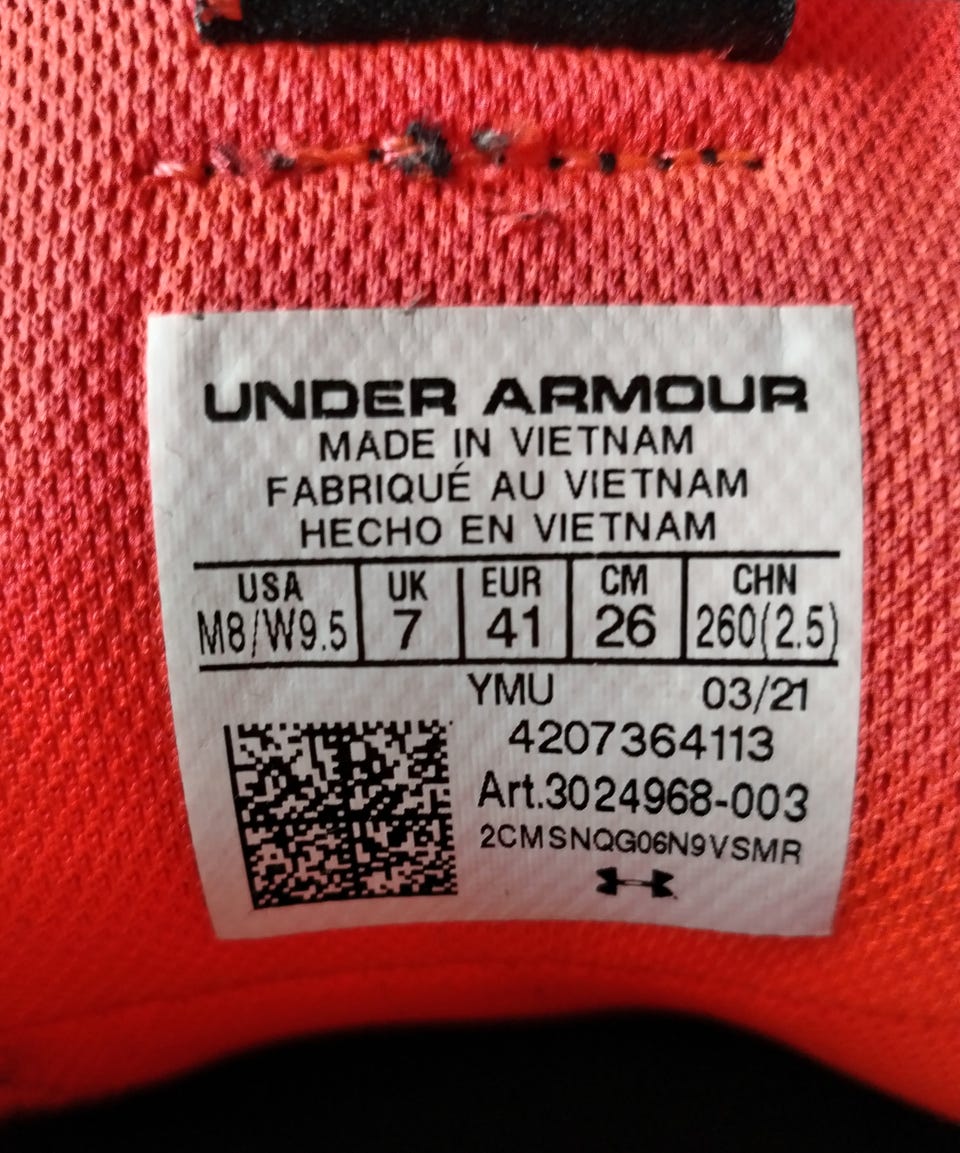 UNDER ARMOUR
MADE IN VIETNAM
FABRIQUÉ AU VIETNAM
HECHO EN VIETNAM
USA UK EUR CM CHN
M8/W9.5 7 41 26 260(2.5)
YMU 03/21
4207364113
Art.3024968-003
2CMSNQG06N9VSMR